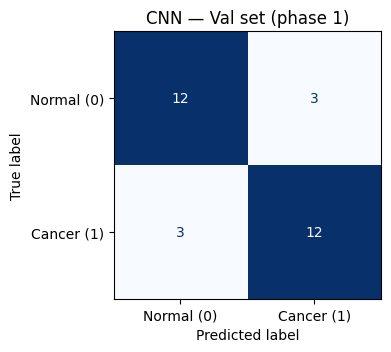 CNN — Val set (phase 1)
True label
Normal (0)
12
3
Cancer (1)
3
12
Normal (0)
Cancer (1)
Predicted label